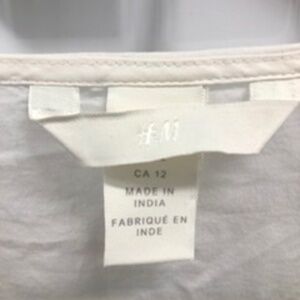 H&M
CA 12
MADE IN
INDIA
FABRIQUÉ EN
INDE